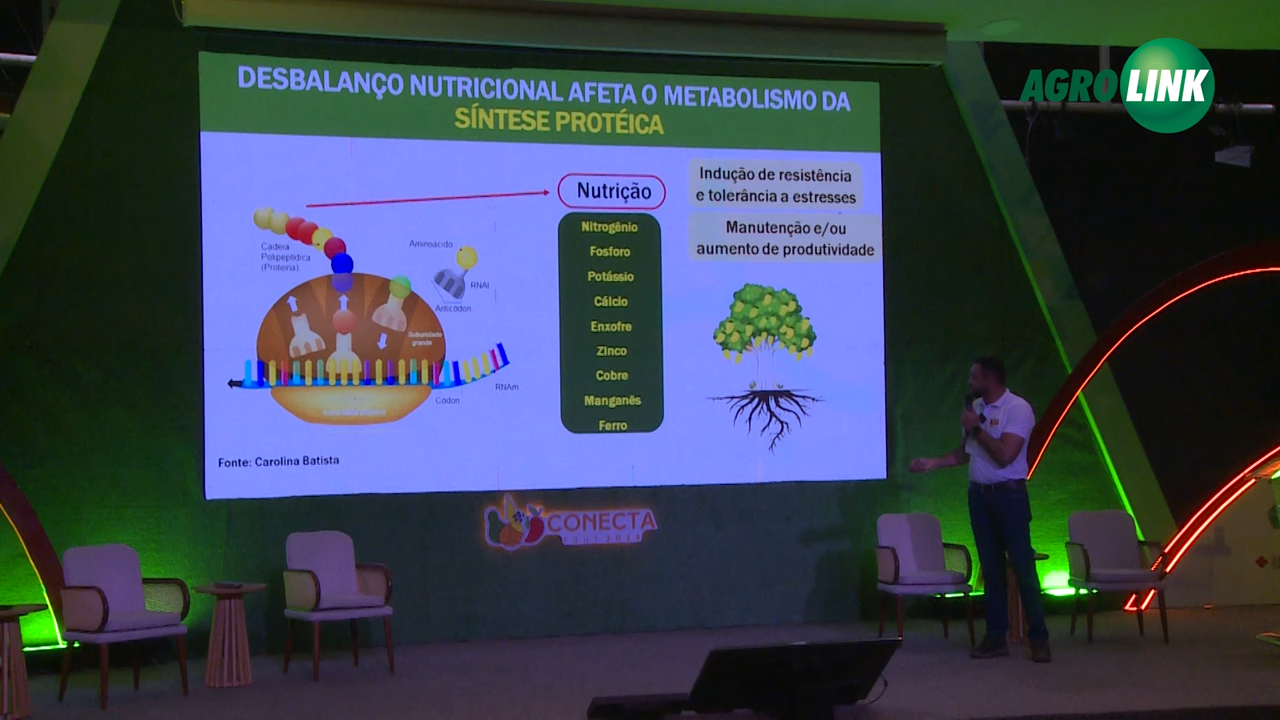 AGROLINK
DESBALANÇO NUTRICIONAL AFETA O METABOLISMO DA
SÍNTESE PROTÉICA
Indução de resistência
e tolerância a estresses
Nutrição
Manutenção e/ou
aumento de produtividade
Cadeia
Polipeptídica
(Proteína)
Aminoácido
RNAt
Anticódon
Subunidade
grande
RNAm
Códon
Nitrogênio
Fosforo
Potássio
Cálcio
Enxofre
Zinco
Cobre
Manganês
Ferro
Fonte: Carolina Batista
CONECTA